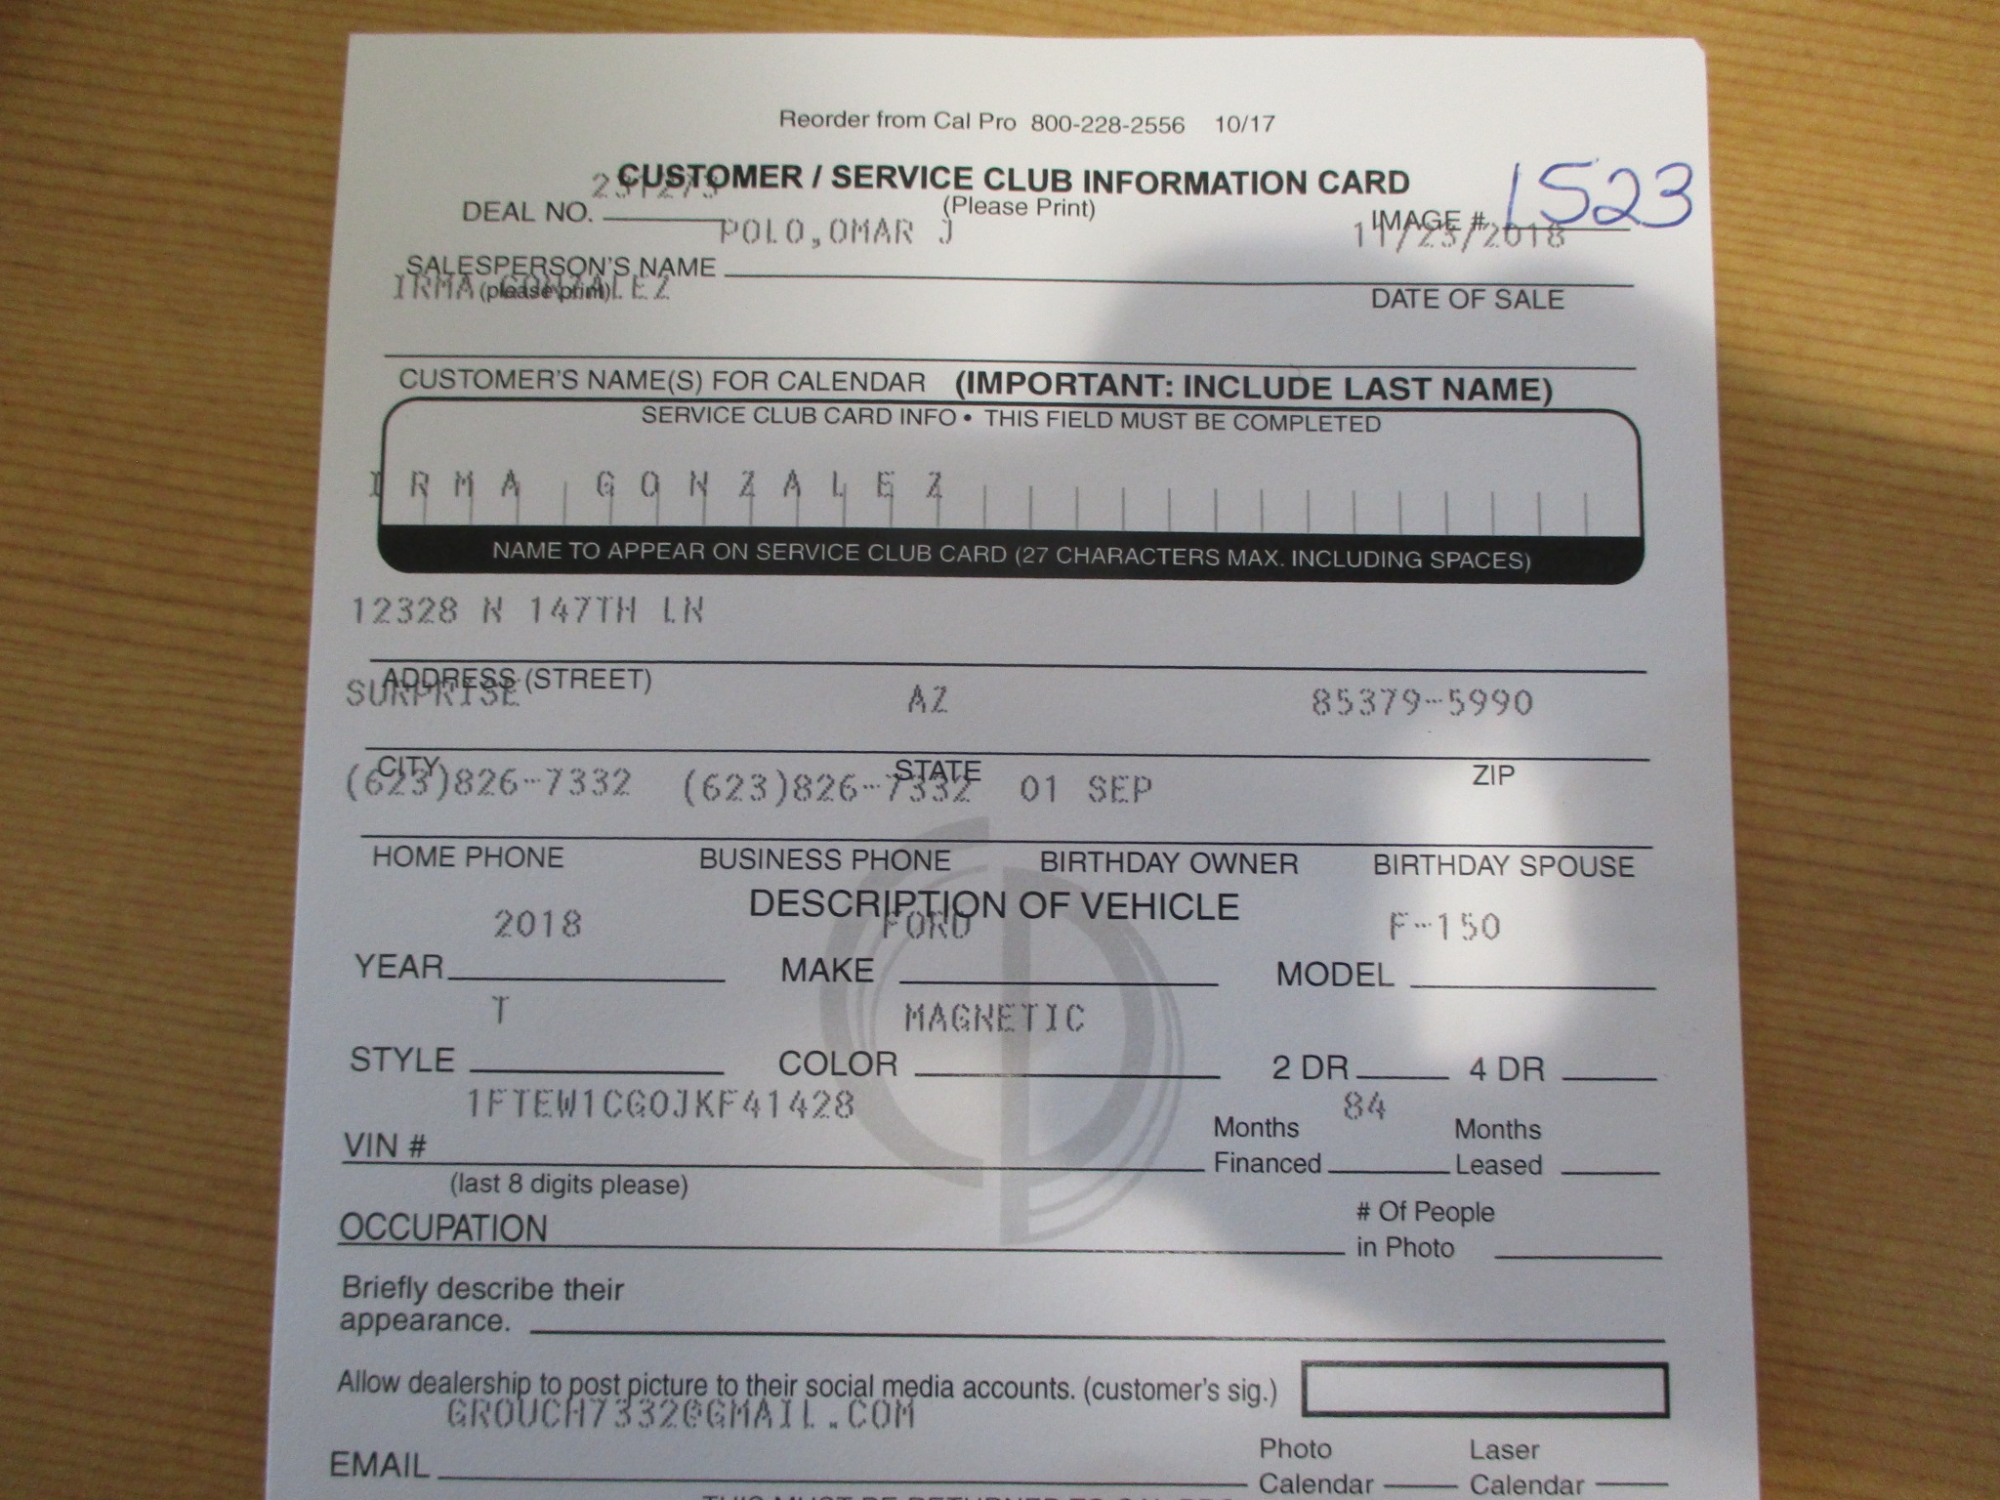 Reorder from Cal Pro 800-228-2556 10/17
CUSTOMER / SERVICE CLUB INFORMATION CARD
(Please Print)
DEAL NO.
IMAGE # 1523
POLO,OMAR J 11/23/2018
SALESPERSON'S NAME
(please print)
DATE OF SALE
IRMA GONZALEZ
CUSTOMER'S NAME(S) FOR CALENDAR (IMPORTANT: INCLUDE LAST NAME)
SERVICE CLUB CARD INFO • THIS FIELD MUST BE COMPLETED
IRMA GONZALEZ
NAME TO APPEAR ON SERVICE CLUB CARD (27 CHARACTERS MAX. INCLUDING SPACES)
12328 N 147TH LN
ADDRESS (STREET)
SURPRISE AZ 85379-5990
CITY STATE ZIP
(623)826-7332 (623)826-7332 01 SEP
HOME PHONE BUSINESS PHONE BIRTHDAY OWNER BIRTHDAY SPOUSE
DESCRIPTION OF VEHICLE
2018 FORD F-150
YEAR MAKE MODEL
T MAGNETIC
STYLE COLOR 2 DR 4 DR
1FTEW1CG0JKF41428 84
VIN # Months Financed Months Leased
(last 8 digits please)
OCCUPATION # Of People in Photo
Briefly describe their
appearance.
Allow dealership to post picture to their social media accounts. (customer's sig.)
GROUCH7332@GMAIL.COM
EMAIL Photo Calendar Laser Calendar